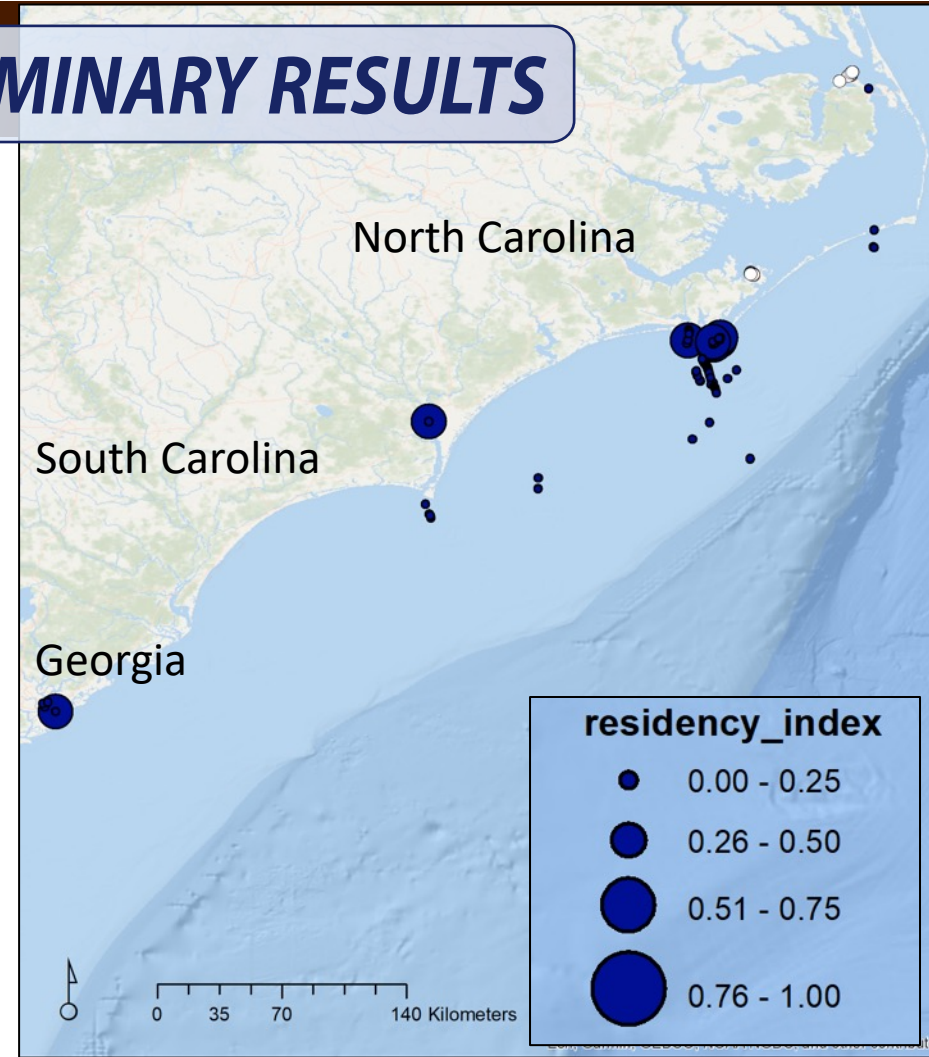 MINARY RESULTS
North Carolina
South Carolina
Georgia
residency_index
0.00 - 0.25
0.26 - 0.50
0.51 - 0.75
0.76 - 1.00
0 35 70 140 Kilometers